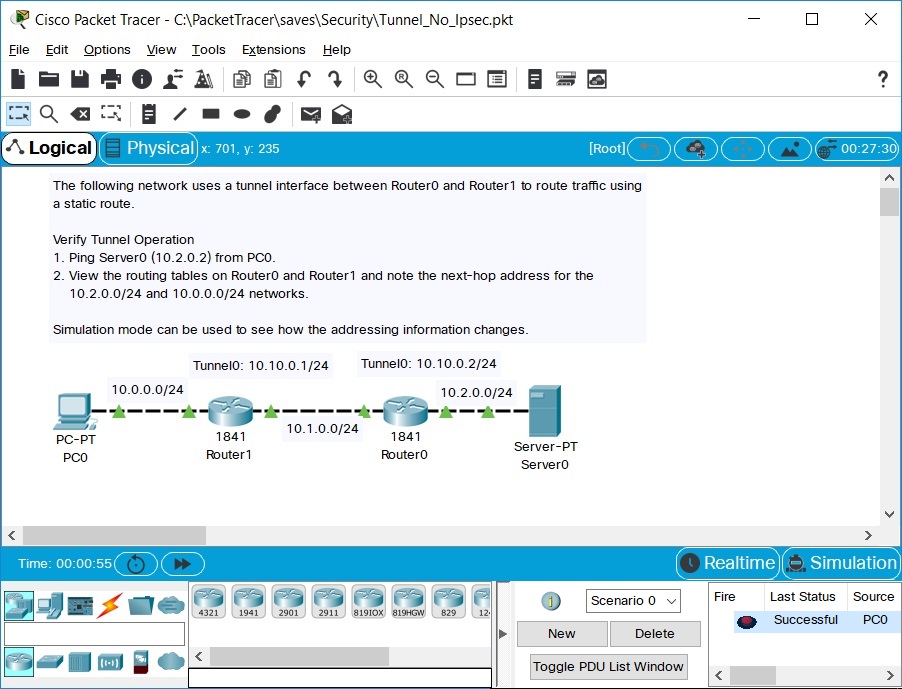 Cisco Packet Tracer - C:\PacketTracer\saves\Security\Tunnel_No_Ipsec.pkt
File Edit Options View Tools Extensions Help
R
?
Logical Physical x: 701, y: 235 [Root] 00:27:30
The following network uses a tunnel interface between Router0 and Router1 to route traffic using
a static route.
Verify Tunnel Operation
1. Ping Server0 (10.2.0.2) from PC0.
2. View the routing tables on Router0 and Router1 and note the next-hop address for the
10.2.0.0/24 and 10.0.0.0/24 networks.
Simulation mode can be used to see how the addressing information changes.
Tunnel0: 10.10.0.1/24 Tunnel0: 10.10.0.2/24
10.0.0.0/24 10.2.0.0/24
10.1.0.0/24
PC-PT
PC0
1841
Router1
1841
Router0
Server-PT
Server0
Time: 00:00:55 Realtime Simulation
4321 1941 2901 2911 819IOX 819HGW 829 12
Scenario 0
New Delete
Toggle PDU List Window
Fire Last Status Source
Successful PC0